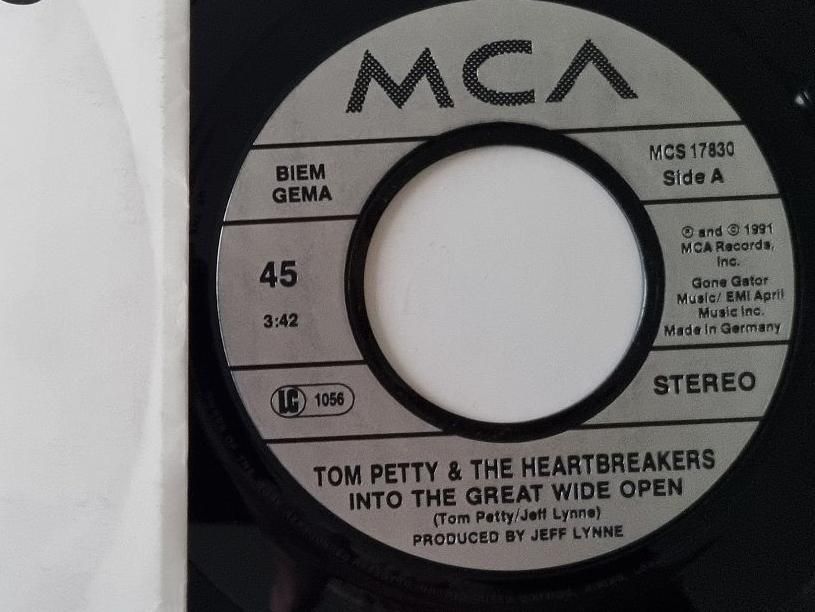 MCA
BIEM
GEMA
MCS 17830
Side A
45
3:42
℗ and © 1991
MCA Records,
Inc.
Gone Gator
Music/ EMI April
Music Inc.
Made in Germany
LC 1056
STEREO
TOM PETTY & THE HEARTBREAKERS
INTO THE GREAT WIDE OPEN
(Tom Petty/Jeff Lynne)
PRODUCED BY JEFF LYNNE